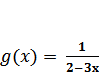 g(x) = 1/(2−3x)